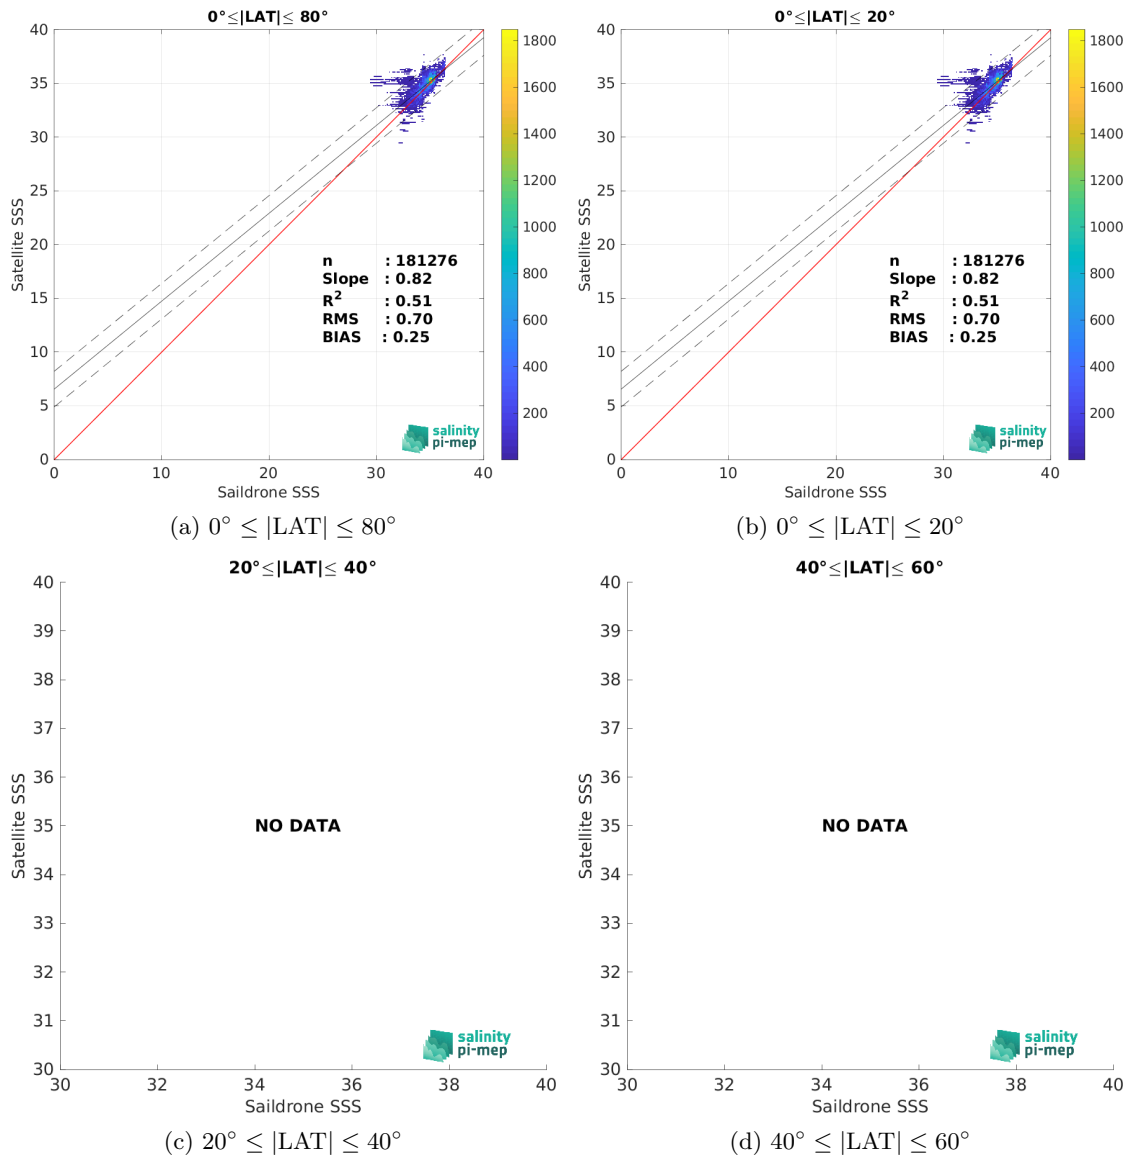 0°≤|LAT|≤ 80°
40
35
30
25
20
15
10
5
0
0
10
20
30
40
Satellite SSS
Saildrone SSS
n : 181276
Slope : 0.82
R² : 0.51
RMS : 0.70
BIAS : 0.25
salinity
pi-mep
1800
1600
1400
1200
1000
800
600
400
200
(a) 0° ≤ |LAT| ≤ 80°
0°≤|LAT|≤ 20°
40
35
30
25
20
15
10
5
0
0
10
20
30
40
Satellite SSS
Saildrone SSS
n : 181276
Slope : 0.82
R² : 0.51
RMS : 0.70
BIAS : 0.25
salinity
pi-mep
1800
1600
1400
1200
1000
800
600
400
200
(b) 0° ≤ |LAT| ≤ 20°
20°≤|LAT|≤ 40°
40
39
38
37
36
35
34
33
32
31
30
30
32
34
36
38
40
Satellite SSS
Saildrone SSS
NO DATA
salinity
pi-mep
(c) 20° ≤ |LAT| ≤ 40°
40°≤|LAT|≤ 60°
40
39
38
37
36
35
34
33
32
31
30
30
32
34
36
38
40
Satellite SSS
Saildrone SSS
NO DATA
salinity
pi-mep
(d) 40° ≤ |LAT| ≤ 60°